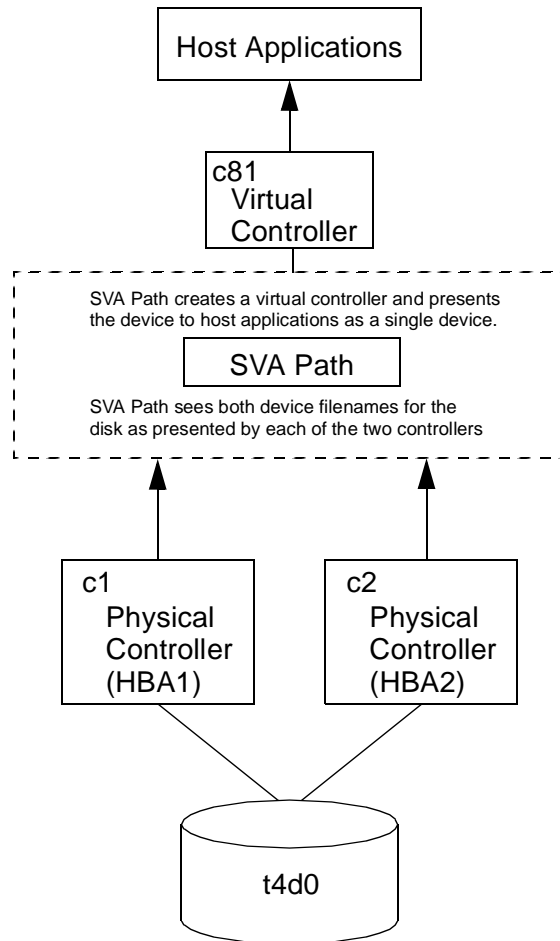 Host Applications
c81
Virtual
Controller
SVA Path creates a virtual controller and presents
the device to host applications as a single device.
SVA Path
SVA Path sees both device filenames for the
disk as presented by each of the two controllers
c1
Physical
Controller
(HBA1)
c2
Physical
Controller
(HBA2)
t4d0